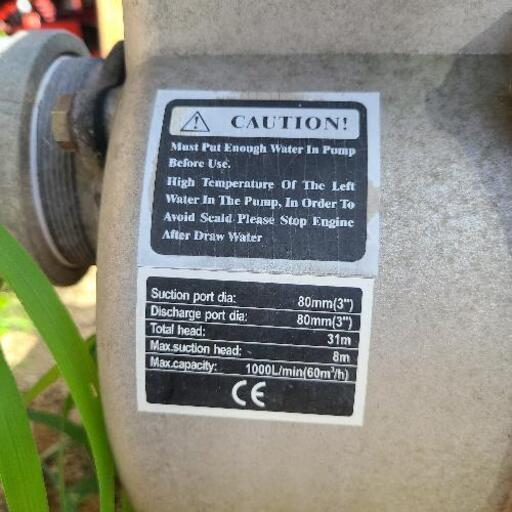 CAUTION!
Must Put Enough Water In Pump
Before Use.
High Temperature Of The Left
Water In The Pump, In Order To
Avoid Scald Please Stop Engine
After Draw Water
Suction port dia: 80mm(3")
Discharge port dia: 80mm(3")
Total head: 31m
Max.suction head: 8m
Max.capacity: 1000L/min(60m³/h)
CE